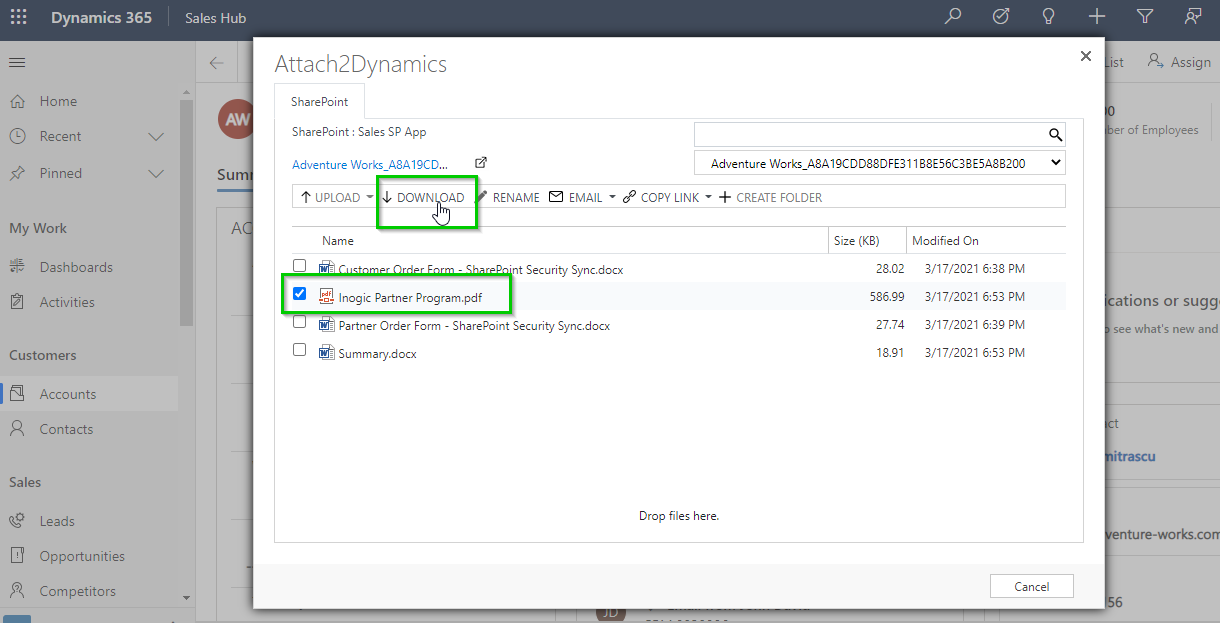 Dynamics 365
Sales Hub
Home
Recent
Pinned
My Work
Dashboards
Activities
Customers
Accounts
Contacts
Sales
Leads
Opportunities
Competitors
AW
Summ
AC
List
Assign
ber of Employees
Attach2Dynamics
SharePoint
SharePoint : Sales SP App
Adventure Works_A8A19CD...
Adventure Works_A8A19CDD88DFE311B8E56C3BE5A8B200
UPLOAD DOWNLOAD RENAME EMAIL COPY LINK CREATE FOLDER
Name Size (KB) Modified On
Customer Order Form - SharePoint Security Sync.docx 28.02 3/17/2021 6:38 PM
Inogic Partner Program.pdf 586.99 3/17/2021 6:53 PM
Partner Order Form - SharePoint Security Sync.docx 27.74 3/17/2021 6:39 PM
Summary.docx 18.91 3/17/2021 6:53 PM
Drop files here.
Cancel
ications or sugge
o see what's new and
act
mitrascu
venture-works.com
56
JD